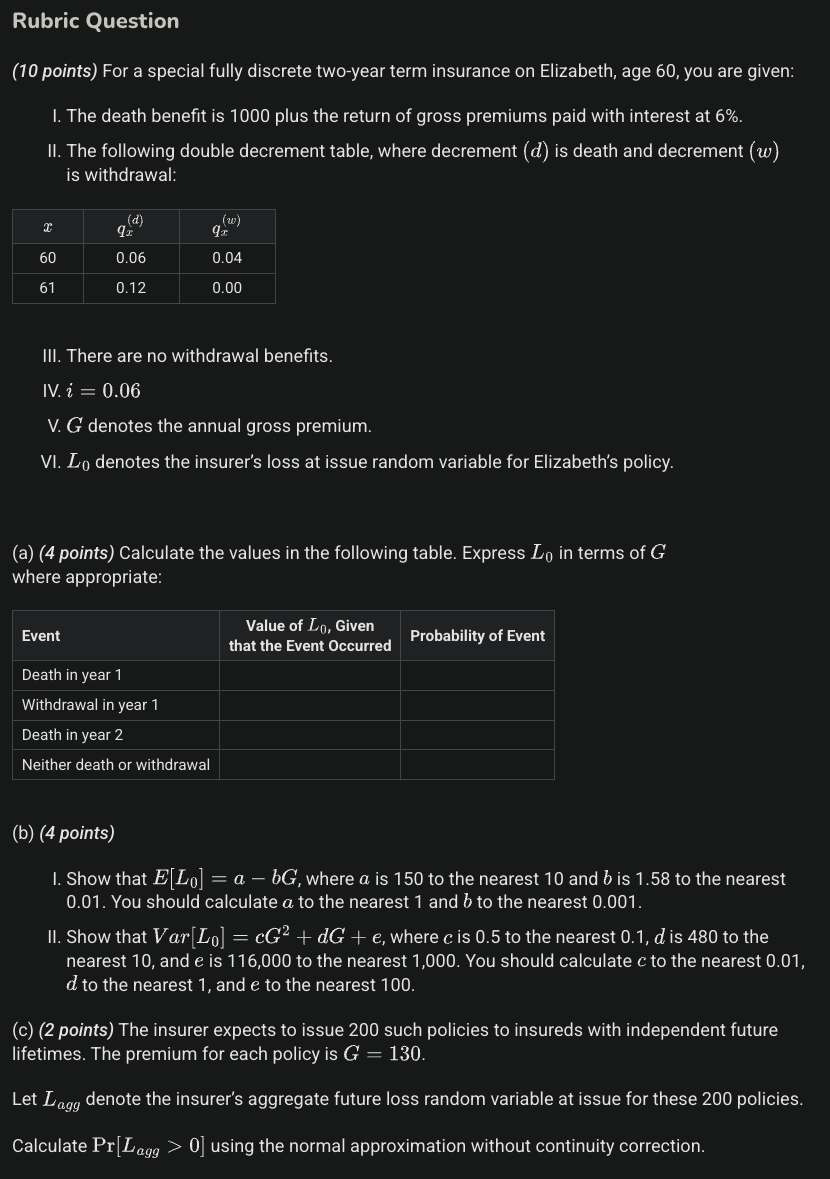 Rubric Question
(10 points) For a special fully discrete two-year term insurance on Elizabeth, age 60, you are given:
I. The death benefit is 1000 plus the return of gross premiums paid with interest at 6%.
II. The following double decrement table, where decrement (d) is death and decrement (w)
is withdrawal:
x q_x^{(d)} q_x^{(w)}
60 0.06 0.04
61 0.12 0.00
III. There are no withdrawal benefits.
IV. i = 0.06
V. G denotes the annual gross premium.
VI. L_0 denotes the insurer’s loss at issue random variable for Elizabeth’s policy.
(a) (4 points) Calculate the values in the following table. Express L_0 in terms of G
where appropriate:
Event Value of L_0, Given that the Event Occurred Probability of Event
Death in year 1
Withdrawal in year 1
Death in year 2
Neither death or withdrawal
(b) (4 points)
I. Show that E[L_0] = a − bG, where a is 150 to the nearest 10 and b is 1.58 to the nearest
0.01. You should calculate a to the nearest 1 and b to the nearest 0.001.
II. Show that Var[L_0] = cG^2 + dG + e, where c is 0.5 to the nearest 0.1, d is 480 to the
nearest 10, and e is 116,000 to the nearest 1,000. You should calculate c to the nearest 0.01,
d to the nearest 1, and e to the nearest 100.
(c) (2 points) The insurer expects to issue 200 such policies to insureds with independent future
lifetimes. The premium for each policy is G = 130.
Let L_{agg} denote the insurer’s aggregate future loss random variable at issue for these 200 policies.
Calculate Pr[L_{agg} > 0] using the normal approximation without continuity correction.